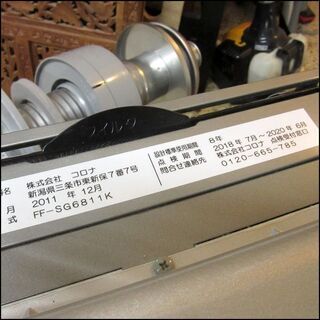 フィルタ
名 株式会社 コロナ
新潟県三条市東新保7番7号
月 2011 年 12月
式 FF-SG6811K
設計標準使用期間 8年
点検期間 2018年7月~2020年6月
問合せ連絡先 株式会社コロナ 点検受付窓口
0120-665-785